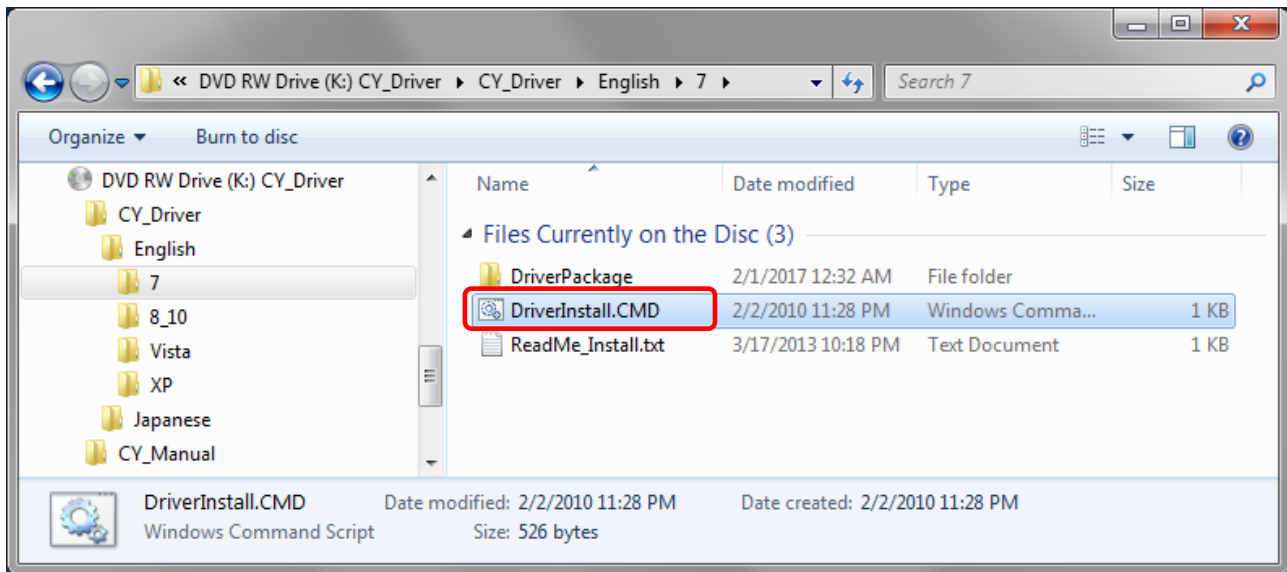 « DVD RW Drive (K:) CY_Driver ▸ CY_Driver ▸ English ▸ 7 ▸ Search 7
Organize Burn to disc
DVD RW Drive (K:) CY_Driver
CY_Driver
English
7
8_10
Vista
XP
Japanese
CY_Manual
Name Date modified Type Size
Files Currently on the Disc (3)
DriverPackage 2/1/2017 12:32 AM File folder
DriverInstall.CMD 2/2/2010 11:28 PM Windows Comma... 1 KB
ReadMe_Install.txt 3/17/2013 10:18 PM Text Document 1 KB
DriverInstall.CMD Date modified: 2/2/2010 11:28 PM Date created: 2/2/2010 11:28 PM
Windows Command Script Size: 526 bytes